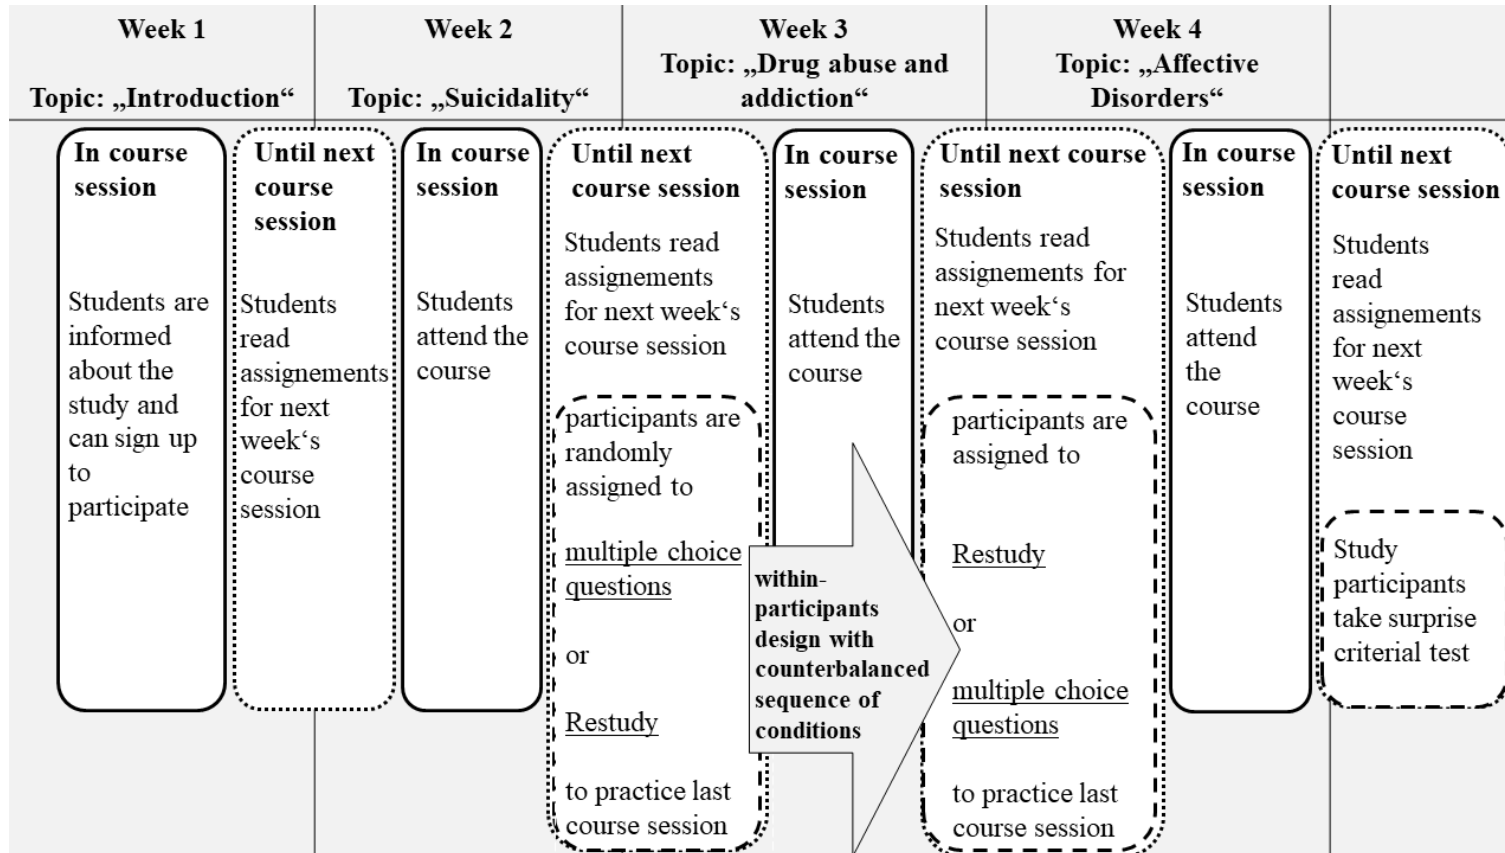 Week 1
Topic: „Introduction“
Week 2
Topic: „Suicidality“
Week 3
Topic: „Drug abuse and
addiction“
Week 4
Topic: „Affective
Disorders“
In course
session
Students are
informed
about the
study and
can sign up
to
participate
Until next
course
session
Students
read
assignements
for next
week‘s
course
session
In course
session
Students
attend the
course
Until next
course session
Students read
assignements
for next week‘s
course session
participants are
randomly
assigned to
multiple choice
questions
or
Restudy
to practice last
course session
In course
session
Students
attend the
course
within-
participants
design with
counterbalanced
sequence of
conditions
Until next course
session
Students read
assignements for
next week‘s
course session
participants are
assigned to
Restudy
or
multiple choice
questions
to practice last
course session
In course
session
Students
attend
the
course
Until next
course session
Students
read
assignements
for next
week‘s
course
session
Study
participants
take surprise
criterial test